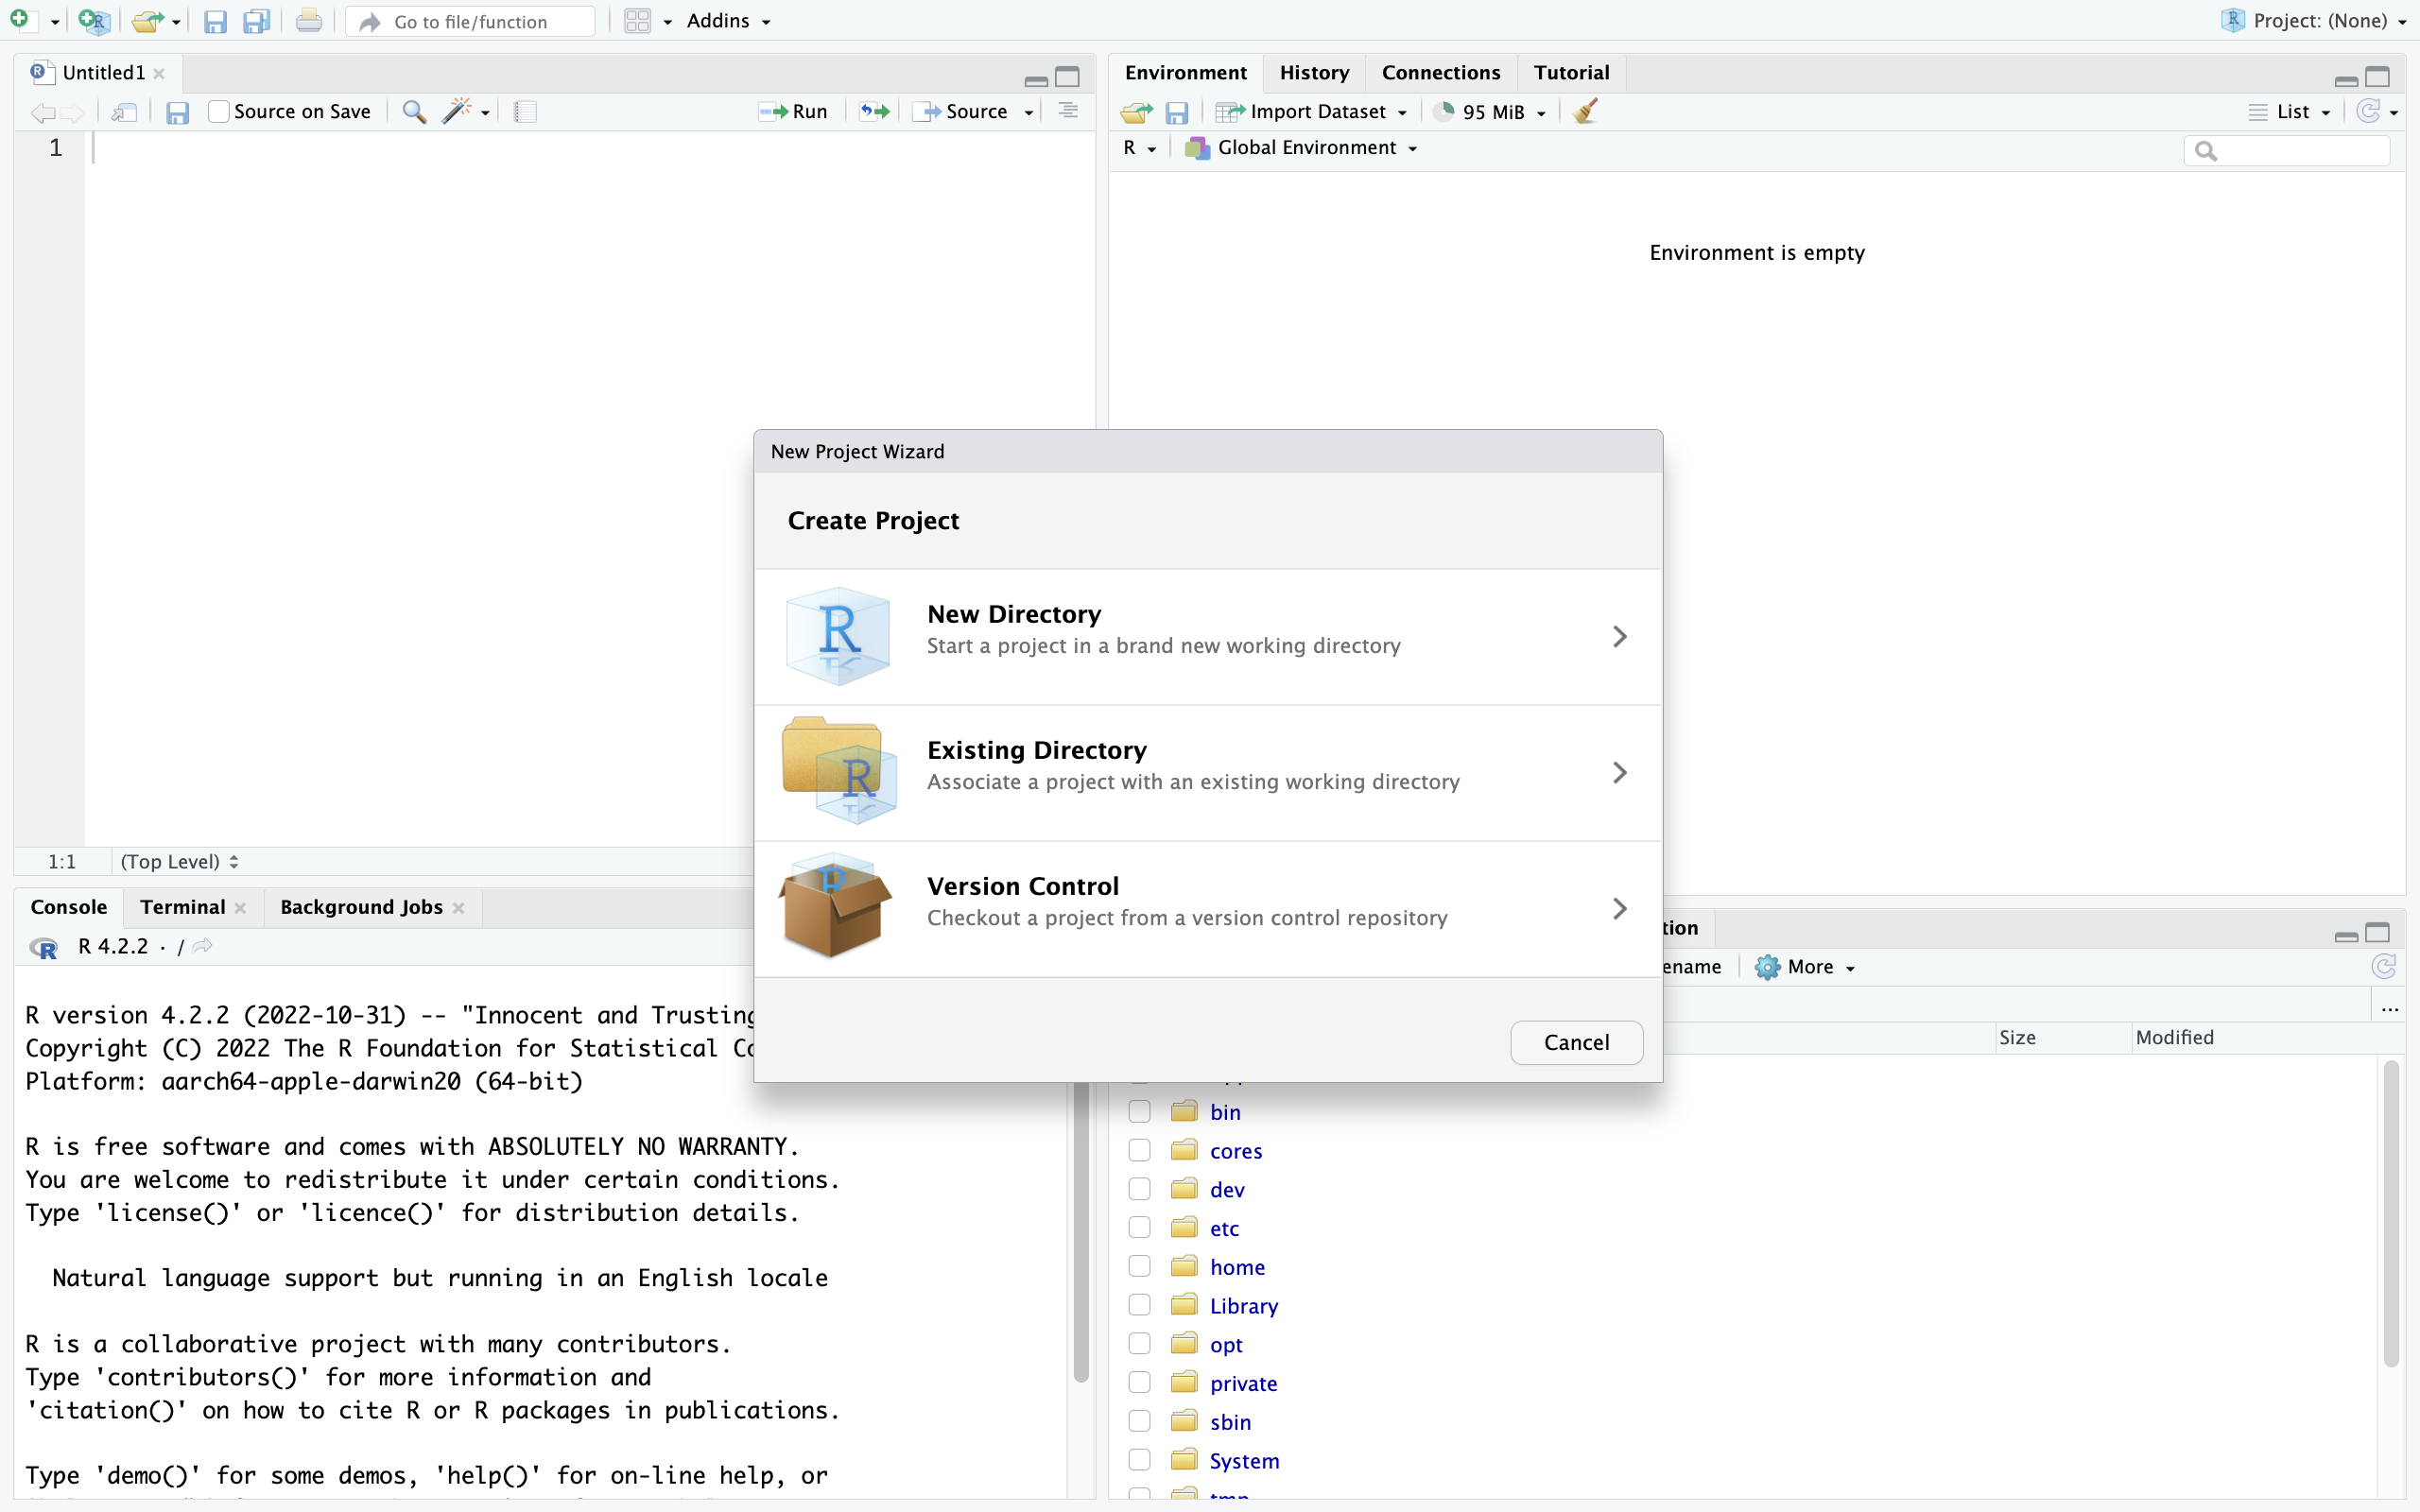 Go to file/function
Addins
Project: (None)
Untitled1
Source on Save
Run
Source
1
1:1
(Top Level)
Environment
History
Connections
Tutorial
Import Dataset
95 MiB
List
R
Global Environment
Environment is empty
New Project Wizard
Create Project
New Directory
Start a project in a brand new working directory
Existing Directory
Associate a project with an existing working directory
Version Control
Checkout a project from a version control repository
Cancel
Console
Terminal
Background Jobs
R 4.2.2 · /
R version 4.2.2 (2022-10-31) -- "Innocent and Trusting
Copyright (C) 2022 The R Foundation for Statistical Co
Platform: aarch64-apple-darwin20 (64-bit)
R is free software and comes with ABSOLUTELY NO WARRANTY.
You are welcome to redistribute it under certain conditions.
Type 'license()' or 'licence()' for distribution details.
Natural language support but running in an English locale
R is a collaborative project with many contributors.
Type 'contributors()' for more information and
'citation()' on how to cite R or R packages in publications.
Type 'demo()' for some demos, 'help()' for on-line help, or
tion
ename
More
...
Size
Modified
bin
cores
dev
etc
home
Library
opt
private
sbin
System